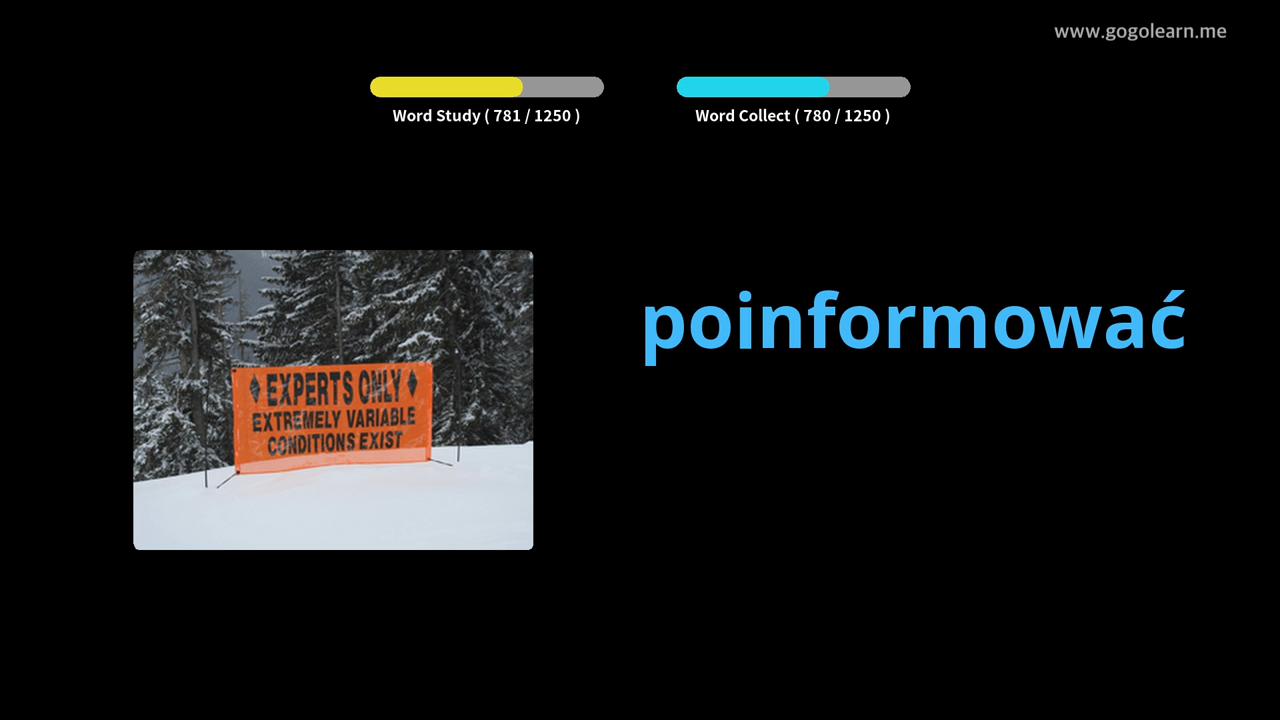 www.gogolearn.me
Word Study ( 781 / 1250 )
Word Collect ( 780 / 1250 )
poinformować
EXPERTS ONLY
EXTREMELY VARIABLE
CONDITIONS EXIST